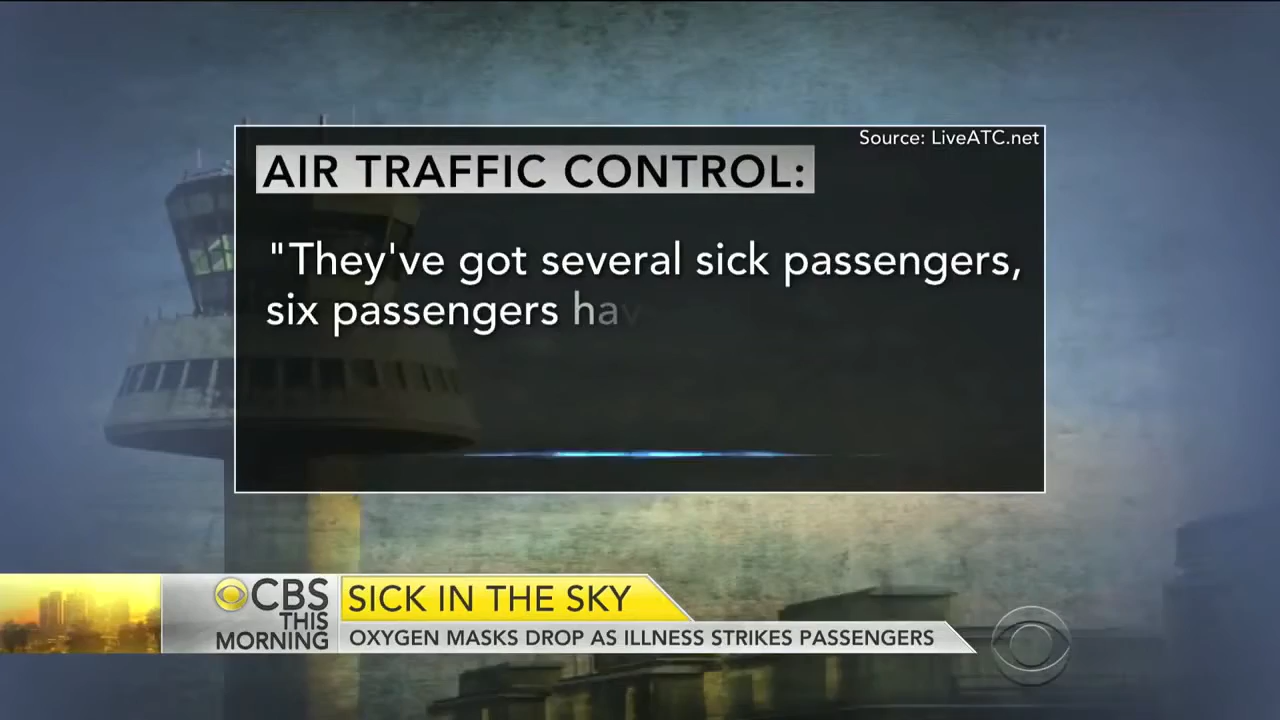 Source: LiveATC.net
AIR TRAFFIC CONTROL:
"They've got several sick passengers,
six passengers hav
CBS
THIS
MORNING
SICK IN THE SKY
OXYGEN MASKS DROP AS ILLNESS STRIKES PASSENGERS